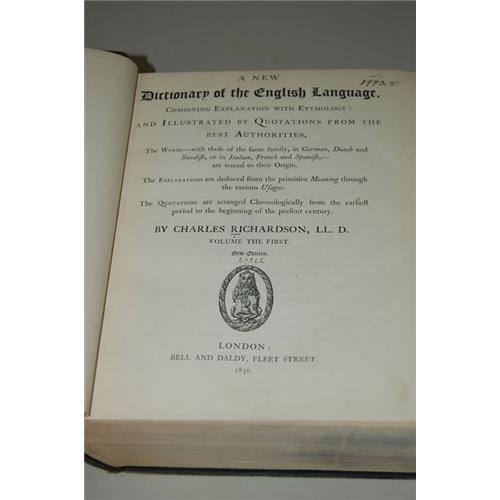 A NEW
Dictionary of the English Language.
COMBINING EXPLANATION WITH ETYMOLOGY:
AND ILLUSTRATED BY QUOTATIONS FROM THE
BEST AUTHORITIES.
The WORDS—with thoſe of the ſame family, in German, Dutch and
Swediſh, or in Italian, French and Spaniſh,—
are traced to their Origin.
The EXPLANATIONS are deduced from the primitive Meaning through
the various Uſages.
The QUOTATIONS are arranged Chronologically from the earlieſt
period to the beginning of the preſent century.
BY CHARLES RICHARDSON, LL. D.
VOLUME THE FIRST.
New Edition.
LONDON:
BELL AND DALDY, FLEET STREET.
1856.